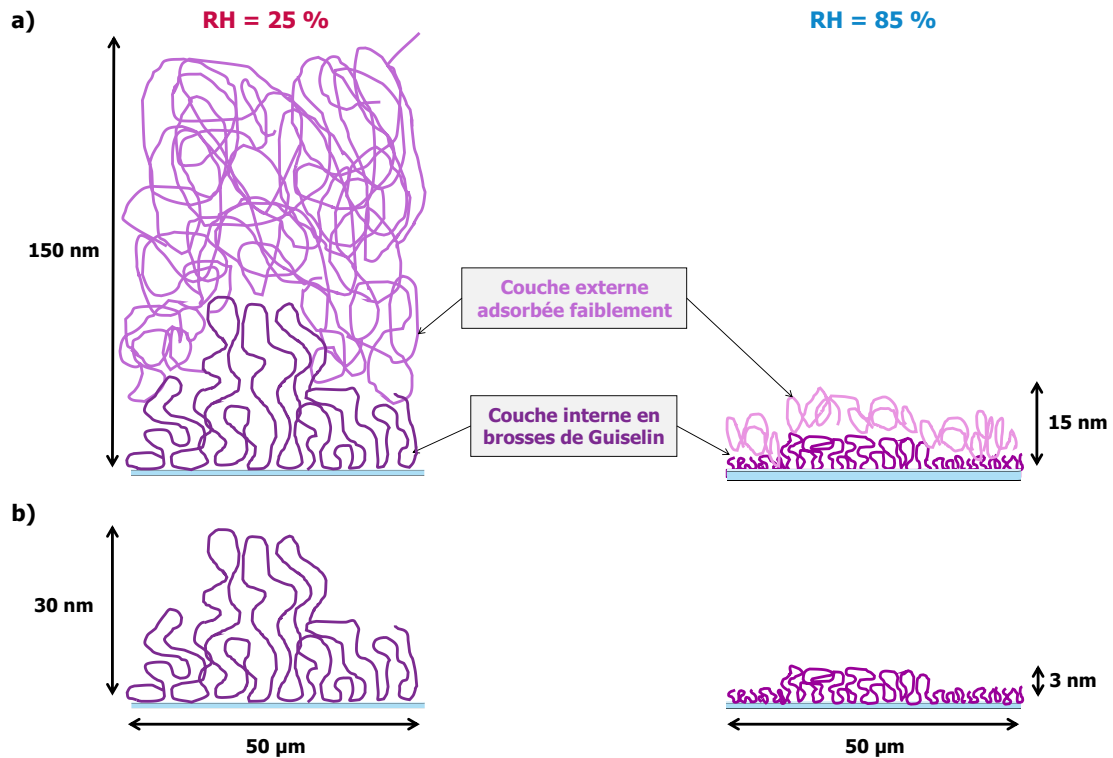 a)
RH = 25 %
RH = 85 %
150 nm
Couche externe
adsorbée faiblement
Couche interne en
brosses de Guiselin
15 nm
b)
30 nm
3 nm
50 µm
50 µm